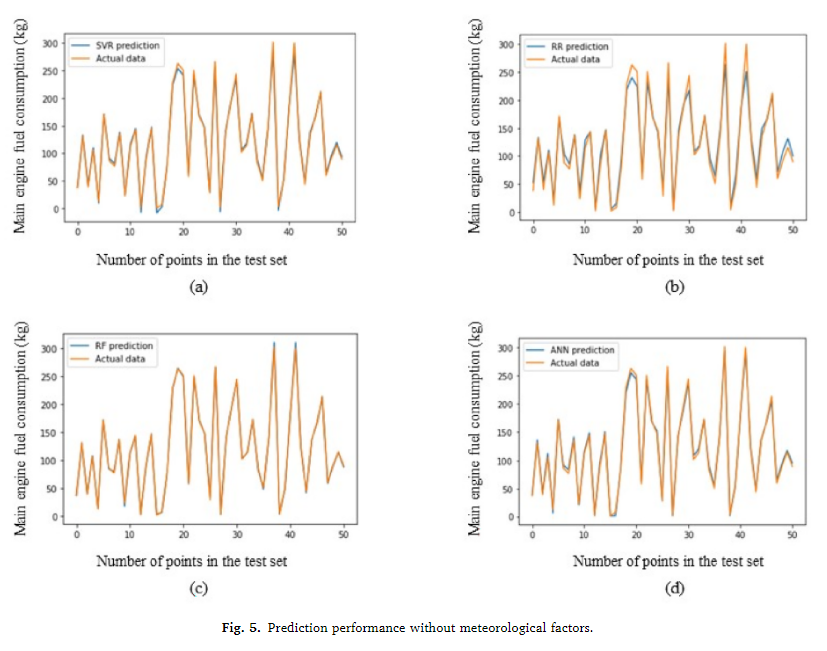 Main engine fuel consumption (kg)
SVR prediction
Actual data
300
250
200
150
100
50
0
0 10 20 30 40 50
Number of points in the test set
(a)
Main engine fuel consumption (kg)
RR prediction
Actual data
300
250
200
150
100
50
0
0 10 20 30 40 50
Number of points in the test set
(b)
Main engine fuel consumption (kg)
RF prediction
Actual data
300
250
200
150
100
50
0
0 10 20 30 40 50
Number of points in the test set
(c)
Main engine fuel consumption (kg)
ANN prediction
Actual data
300
250
200
150
100
50
0
0 10 20 30 40 50
Number of points in the test set
(d)
Fig. 5. Prediction performance without meteorological factors.